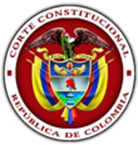 CORTE CONSTITUCIONAL
REPÚBLICA DE COLOMBIA